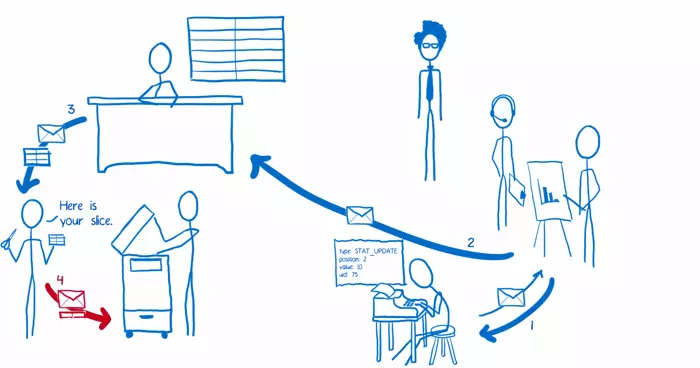 3
Here is
your slice.
4
2
type: STAT_UPDATE
position: 2
value: 10
uid: 75
1